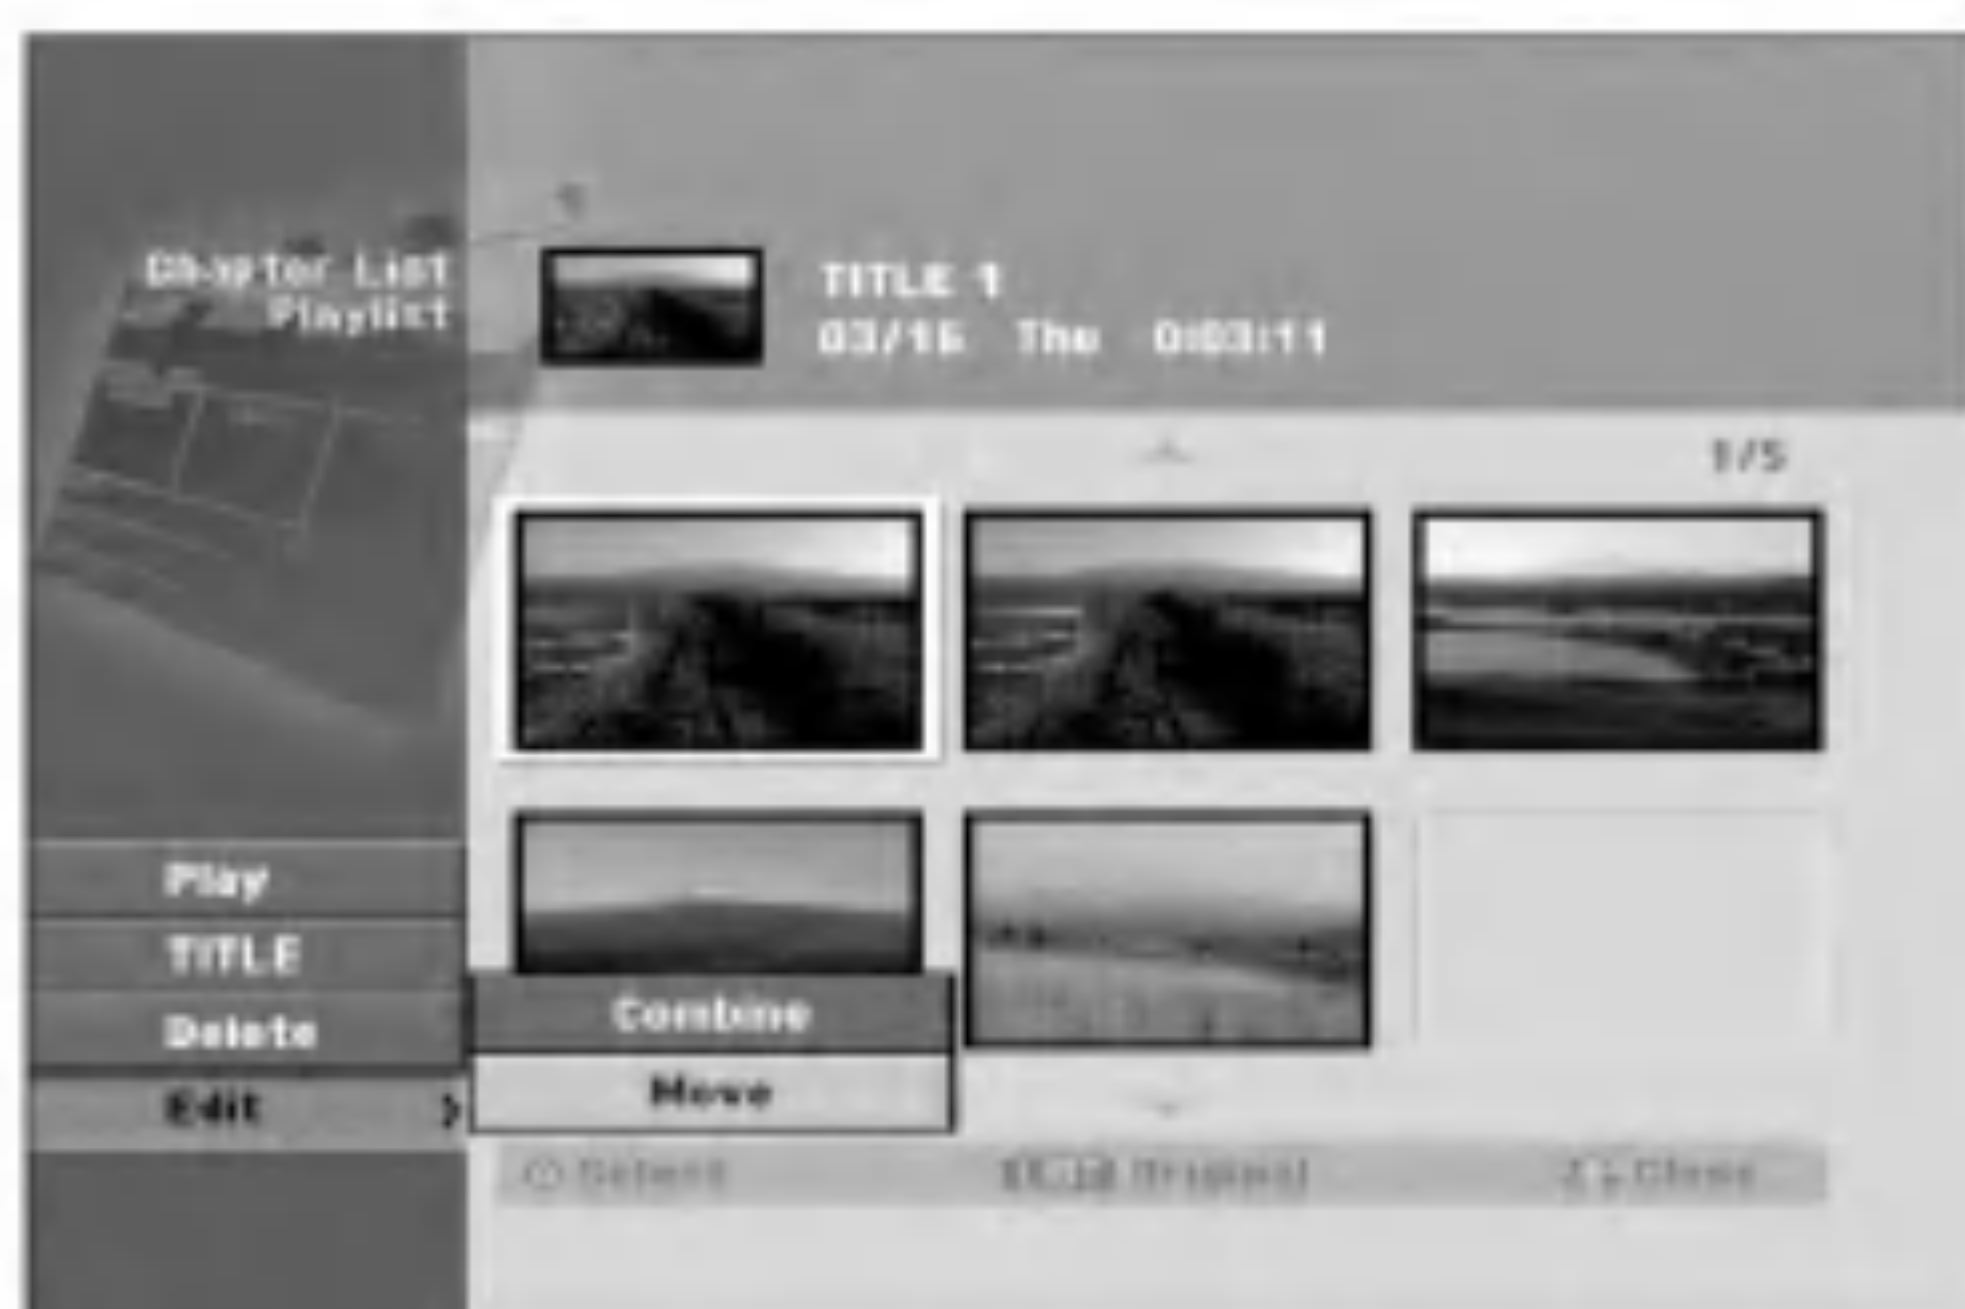 Chapter List
Playlist
TITLE 1
03/15 Thu 0:03:11
1/5
Play
TITLE
Delete
Edit
Combine
Move
Select
Original
Close